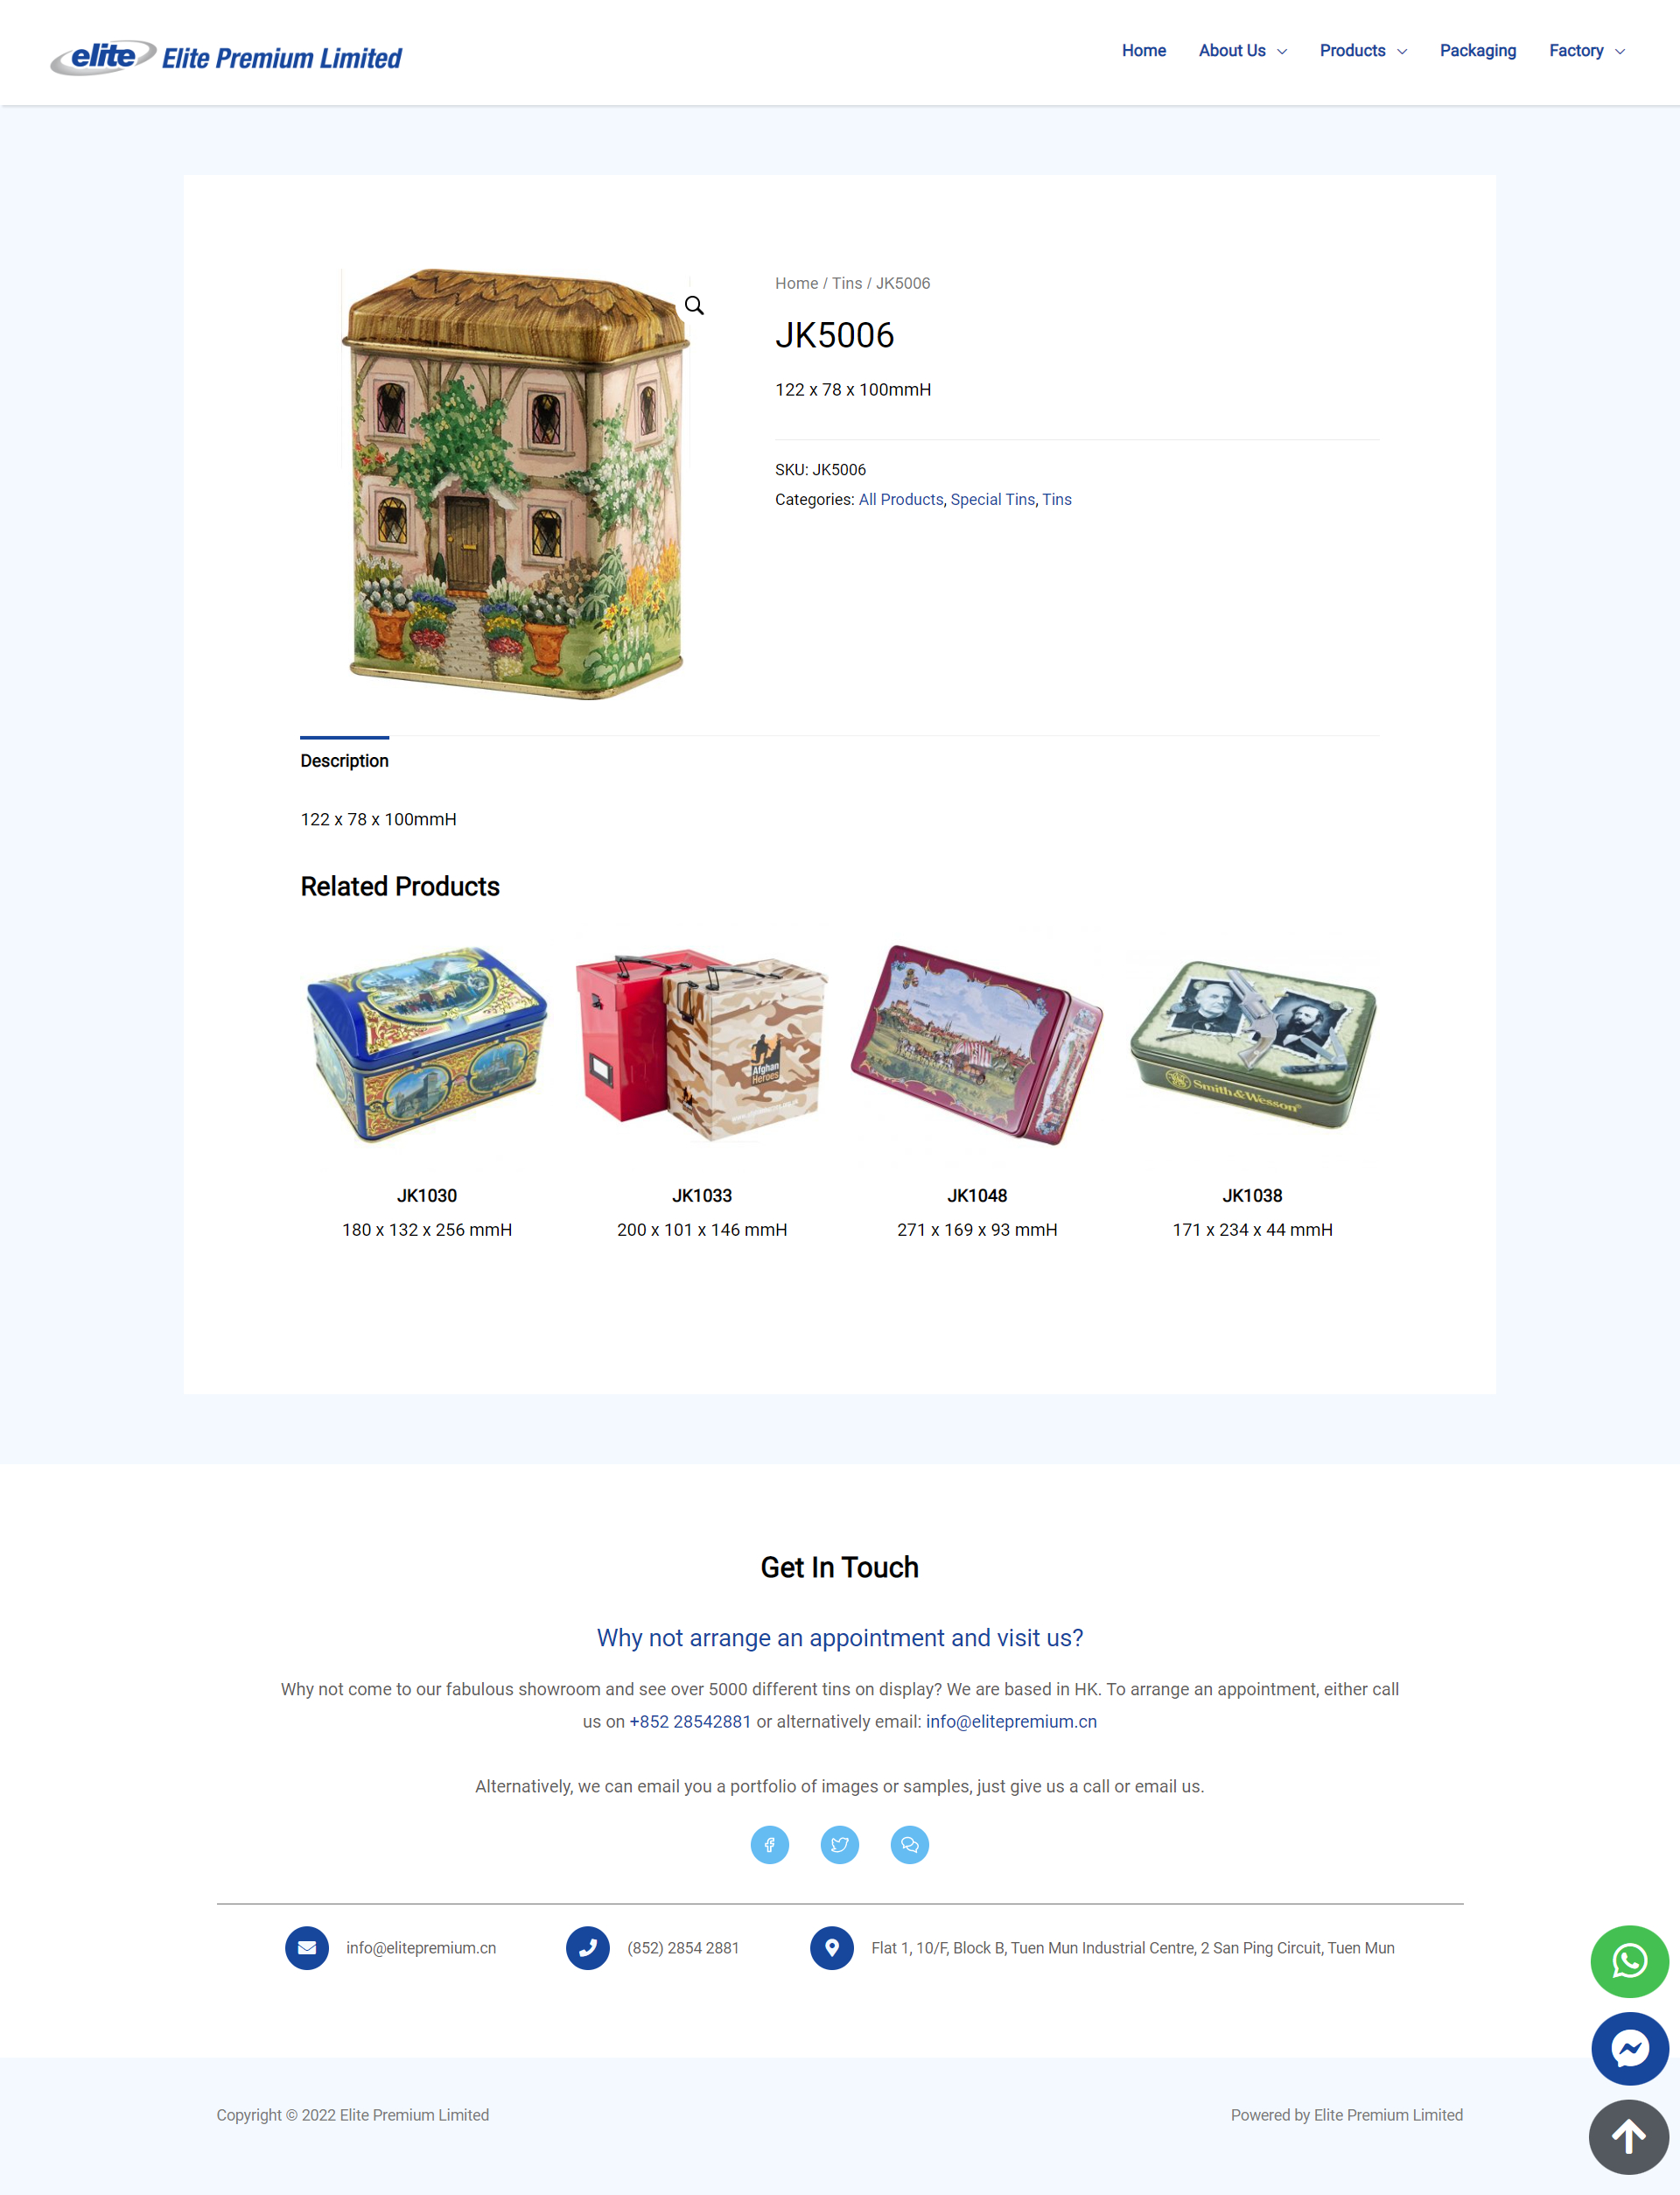 elite Elite Premium Limited
Home About Us Products Packaging Factory
Home / Tins / JK5006
JK5006
122 x 78 x 100mmH
SKU: JK5006
Categories: All Products, Special Tins, Tins
Description
122 x 78 x 100mmH
Related Products
Afghan
Heroes
Smith & Wesson
JK1030
180 x 132 x 256 mmH
JK1033
200 x 101 x 146 mmH
JK1048
271 x 169 x 93 mmH
JK1038
171 x 234 x 44 mmH
Get In Touch
Why not arrange an appointment and visit us?
Why not come to our fabulous showroom and see over 5000 different tins on display? We are based in HK. To arrange an appointment, either call
us on +852 28542881 or alternatively email: info@elitepremium.cn
Alternatively, we can email you a portfolio of images or samples, just give us a call or email us.
info@elitepremium.cn
(852) 2854 2881
Flat 1, 10/F, Block B, Tuen Mun Industrial Centre, 2 San Ping Circuit, Tuen Mun
Copyright © 2022 Elite Premium Limited
Powered by Elite Premium Limited